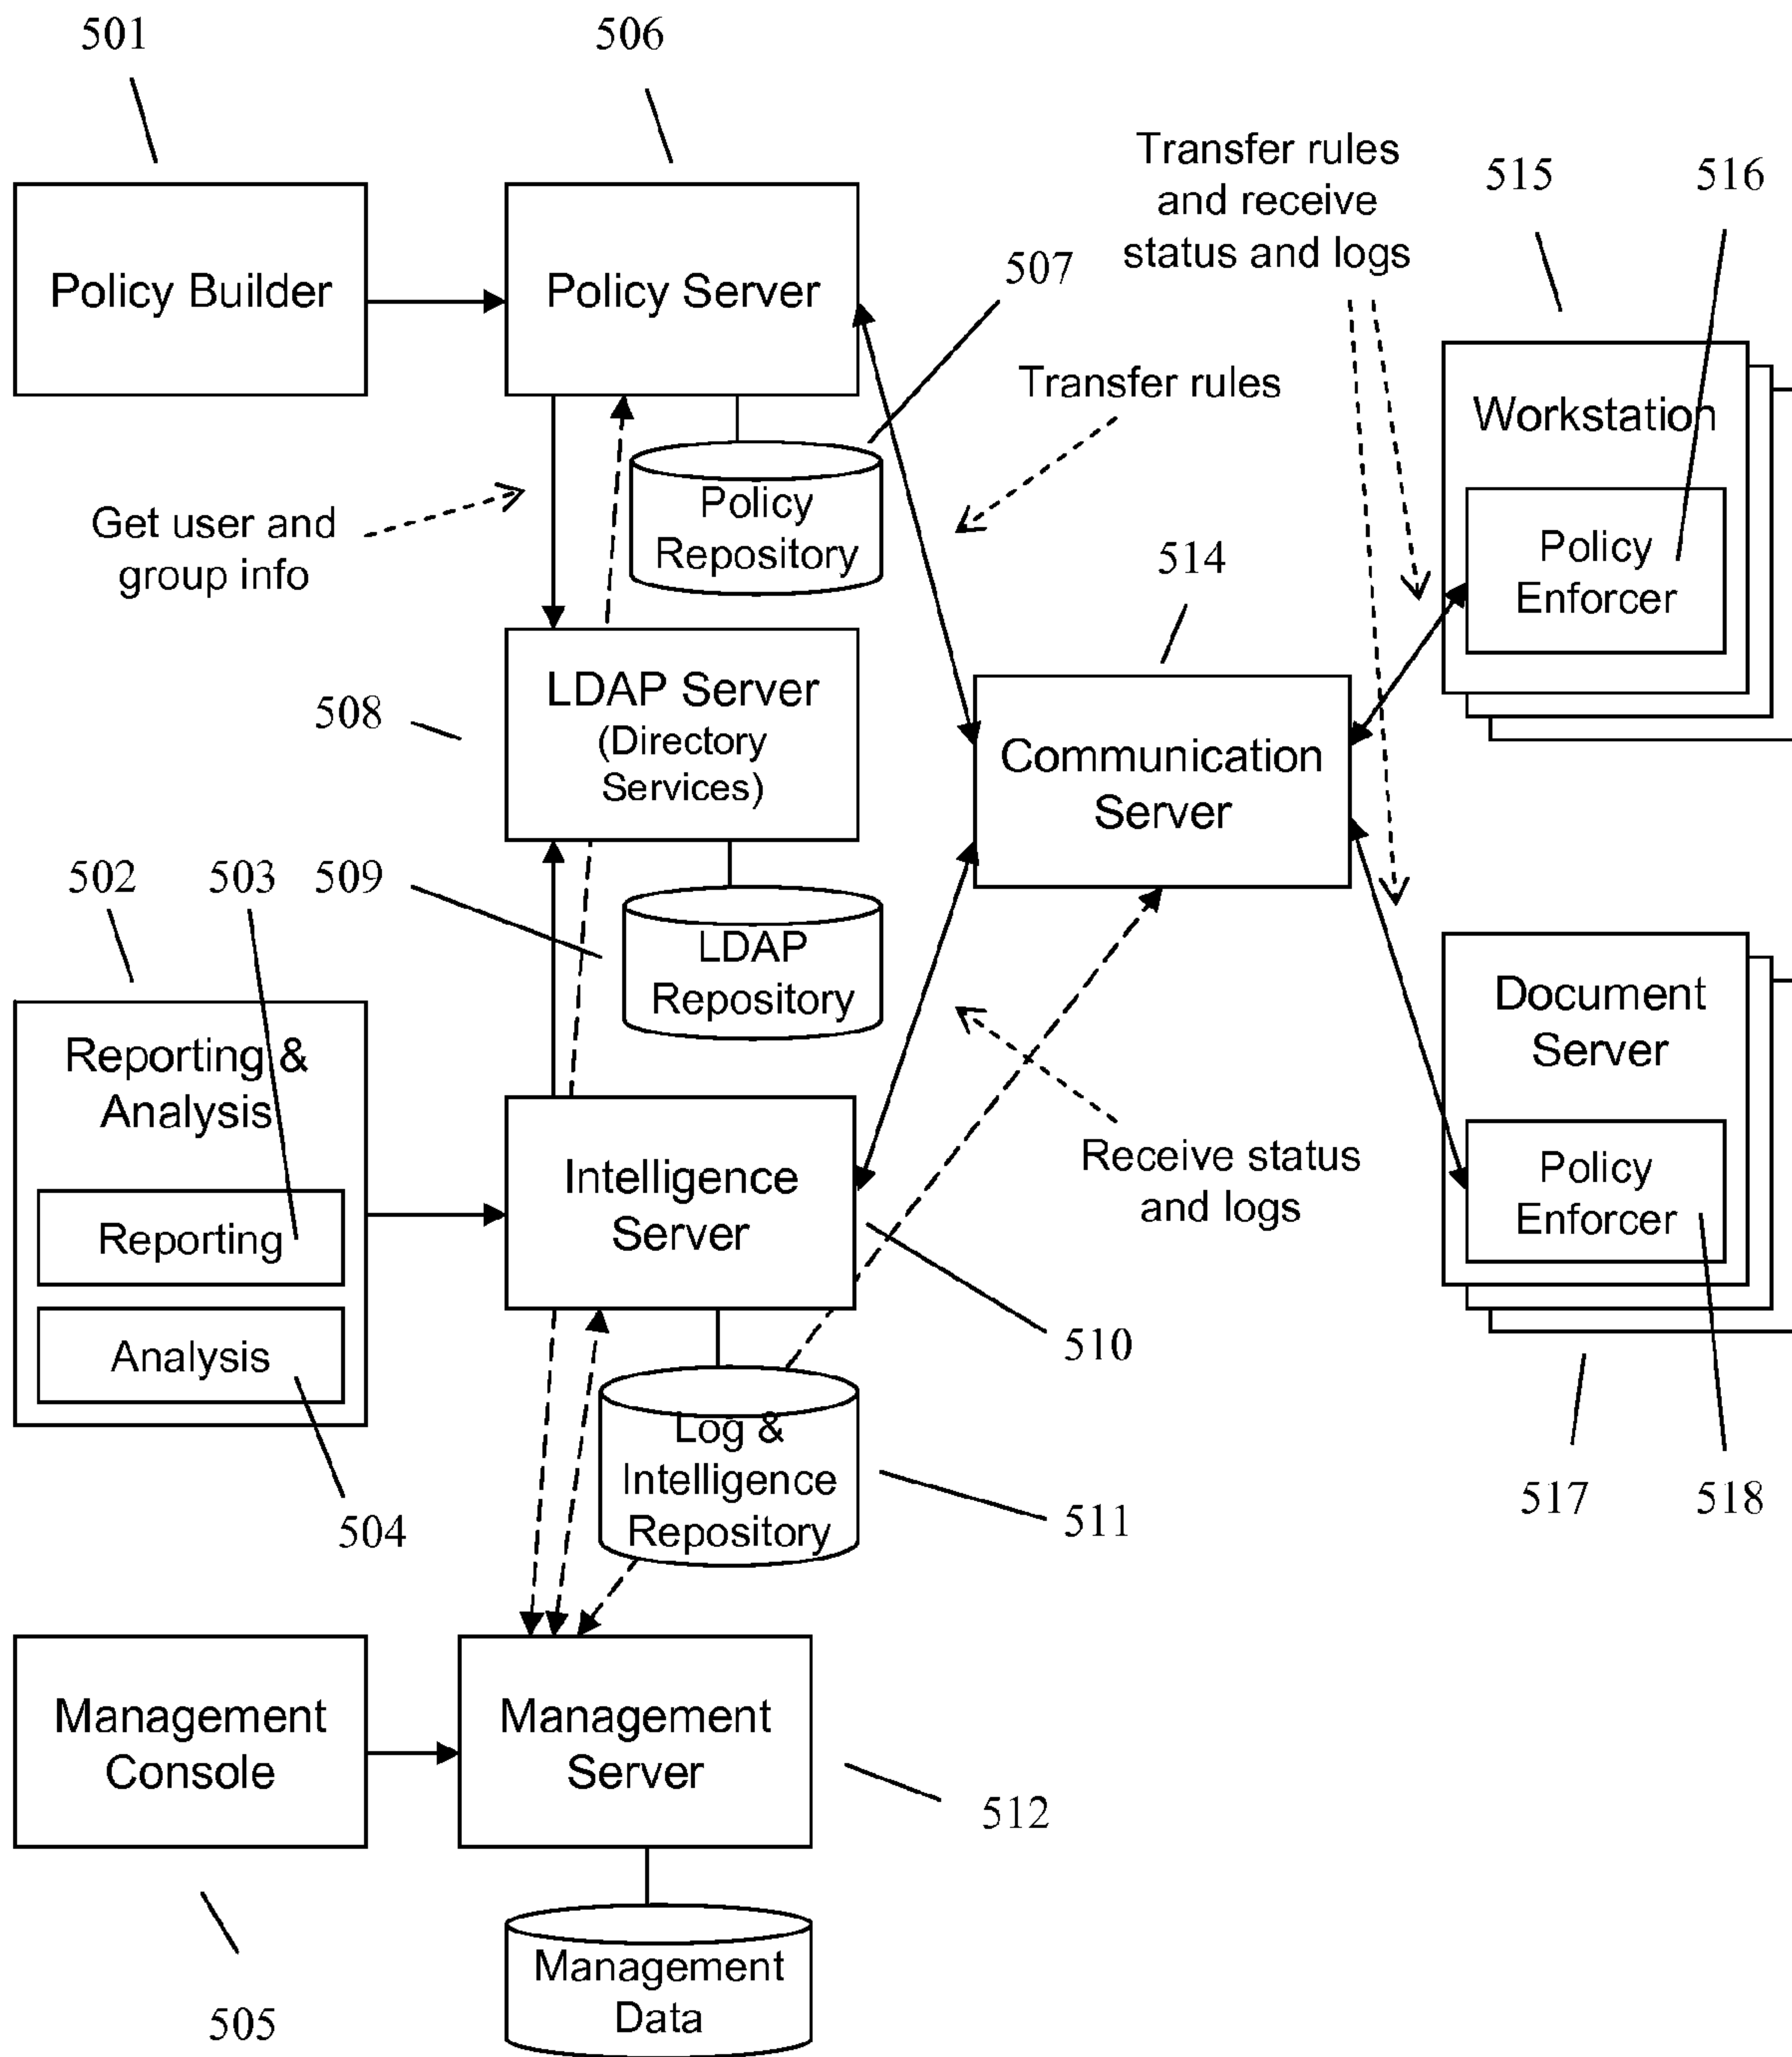 501
506
Transfer rules
and receive
status and logs
515
516
507
Policy Builder
Policy Server
Transfer rules
Workstation
Policy
Repository
Get user and
group info
Policy
Enforcer
514
LDAP Server
(Directory
Services)
508
Communication
Server
502
503
509
LDAP
Repository
Document
Server
Reporting &
Analysis
Receive status
and logs
Intelligence
Server
Policy
Enforcer
Reporting
Analysis
510
Log &
Intelligence
Repository
504
511
517
518
Management
Console
Management
Server
512
Management
Data
505